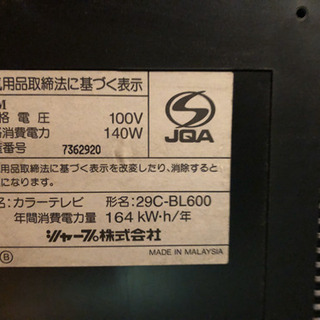 用品取締法に基づく表示
格電圧 100V
消費電力 140W
番号 7362920
JQA
用品取締法に基づく表示を改変したり、消除すると
に
名:カラーテレビ 形名:29C-BL600
年間消費電力量 164kW·h/年
シャープ株式会社
B MADE IN MALAYSIA